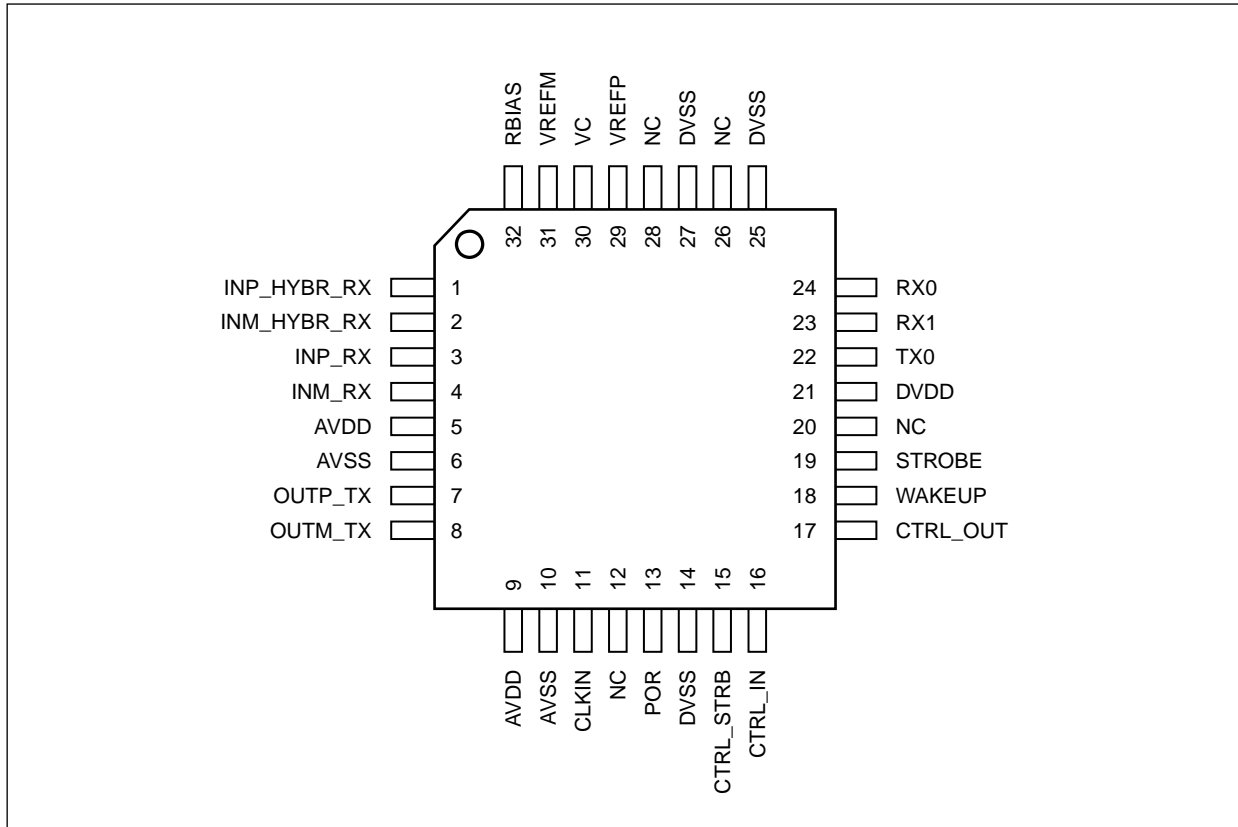 RBIAS
VREFM
VC
VREFP
NC
DVSS
NC
DVSS
32
31
30
29
28
27
26
25
INP_HYBR_RX 1
INM_HYBR_RX 2
INP_RX 3
INM_RX 4
AVDD 5
AVSS 6
OUTP_TX 7
OUTM_TX 8
24 RX0
23 RX1
22 TX0
21 DVDD
20 NC
19 STROBE
18 WAKEUP
17 CTRL_OUT
9
10
11
12
13
14
15
16
AVDD
AVSS
CLKIN
NC
POR
DVSS
CTRL_STRB
CTRL_IN